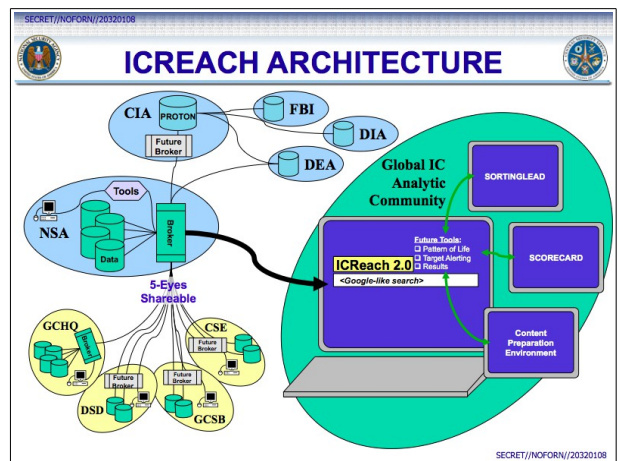 SECRET//NOFORN//20320108
ICREACH ARCHITECTURE
CIA
PROTON
Future
Broker
FBI
DIA
DEA
NSA
Tools
Data
Broker
5-Eyes
Shareable
GCHQ
Broker
DSD
Future
Broker
GCSB
Future
Broker
CSE
Future
Broker
Global IC
Analytic
Community
SORTINGLEAD
Future Tools:
Pattern of Life
Target Alerting
Results
ICReach 2.0
<Google-like search>
SCORECARD
Content
Preparation
Environment
SECRET//NOFORN//20320108